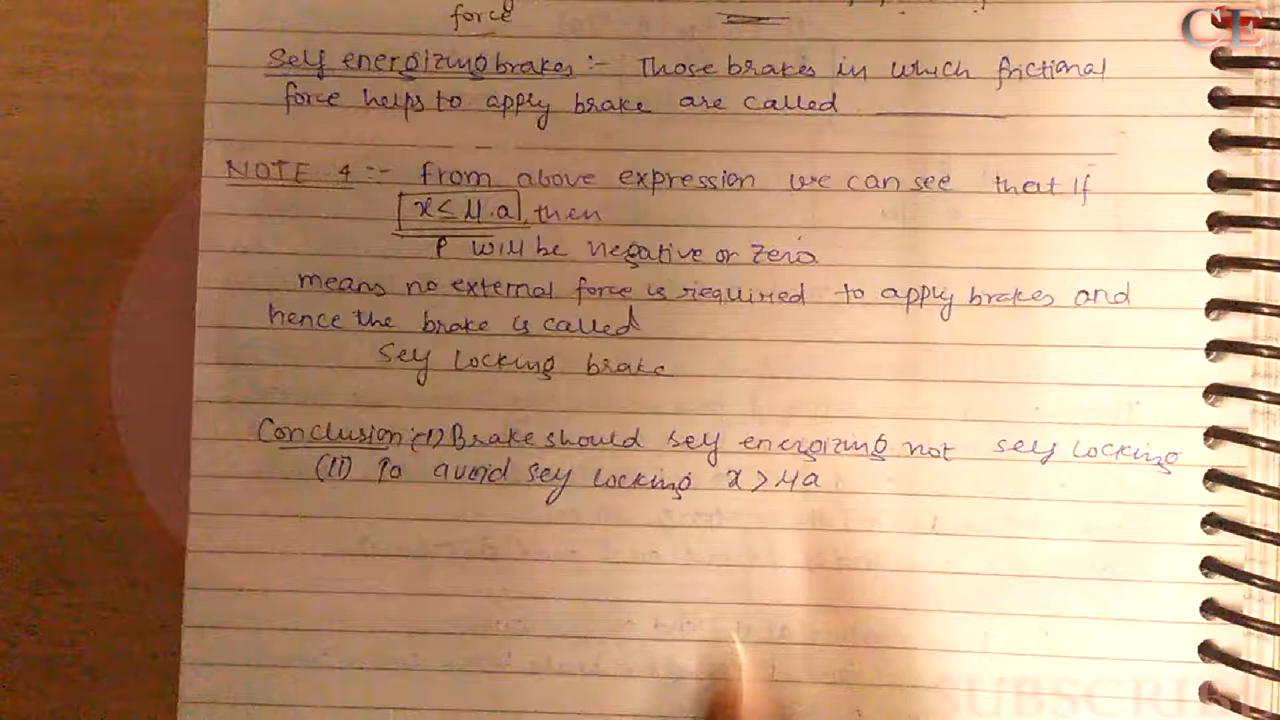 force
CE
Self energizing brakes :- Those brakes in which frictional
force helps to apply brake are called ______
NOTE 4 :- from above expression we can see that if
x < μ.a, then
P will be negative or zero.
means no external force is required to apply brakes and
hence the brake is called
Self locking brake
Conclusion :- (I) Brake should self energizing not self locking
(II) To avoid self locking x > μa
SUBSCRIBE